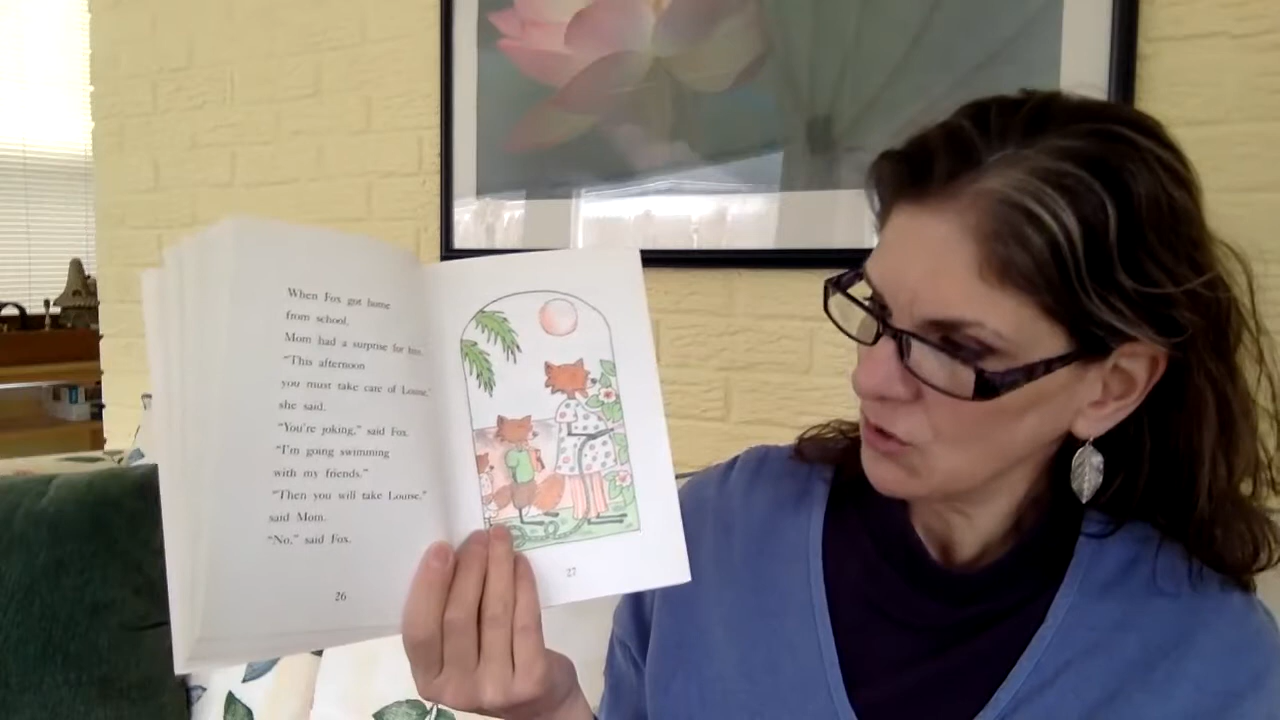 When Fox got home
from school,
Mom had a surprise for him.
"This afternoon
you must take care of Louise,"
she said.
"You're joking," said Fox.
"I'm going swimming
with my friends."
"Then you will take Louise,"
said Mom.
"No," said Fox.
26
27